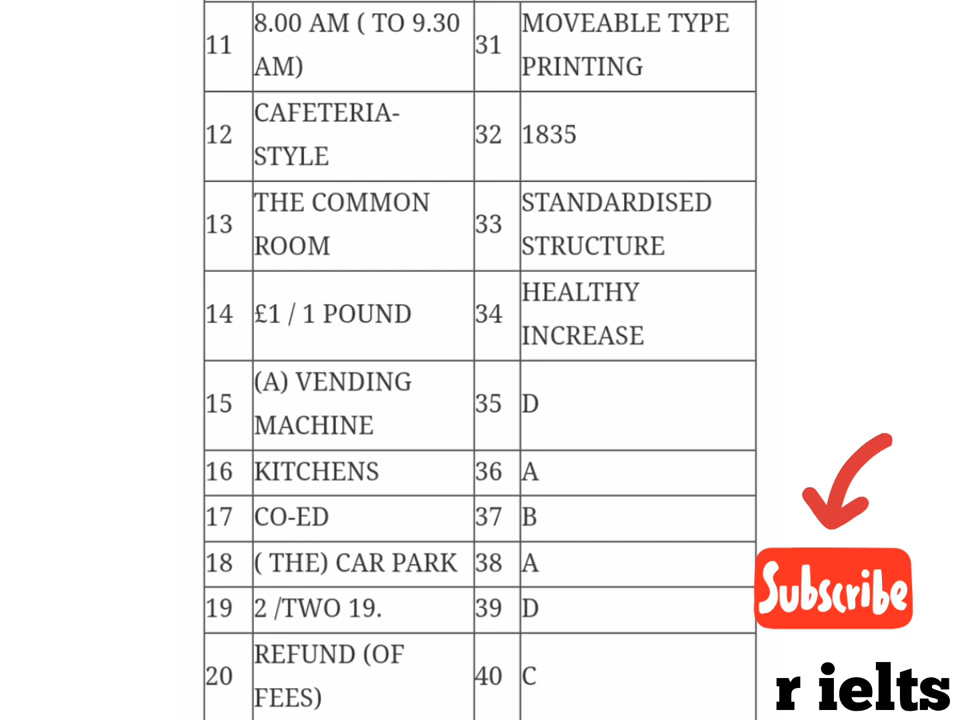 11 8.00 AM ( TO 9.30 AM) 31 MOVEABLE TYPE PRINTING
12 CAFETERIA-STYLE 32 1835
13 THE COMMON ROOM 33 STANDARDISED STRUCTURE
14 £1 / 1 POUND 34 HEALTHY INCREASE
15 (A) VENDING MACHINE 35 D
16 KITCHENS 36 A
17 CO-ED 37 B
18 ( THE) CAR PARK 38 A
19 2 /TWO 19. 39 D
20 REFUND (OF FEES) 40 C
Subscribe
r ielts